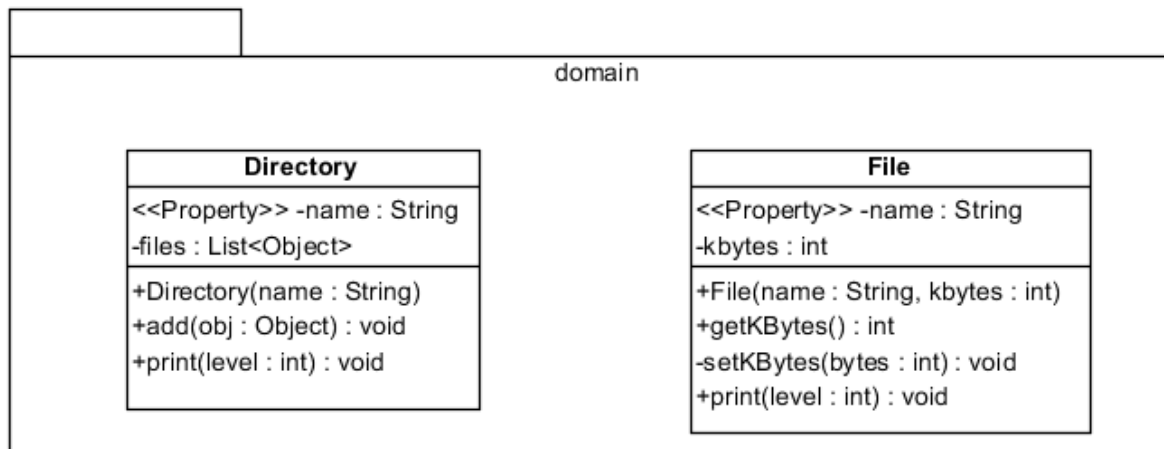 domain
Directory
<<Property>> -name : String
-files : List<Object>
+Directory(name : String)
+add(obj : Object) : void
+print(level : int) : void
File
<<Property>> -name : String
-kbytes : int
+File(name : String, kbytes : int)
+getKBytes() : int
-setKBytes(bytes : int) : void
+print(level : int) : void